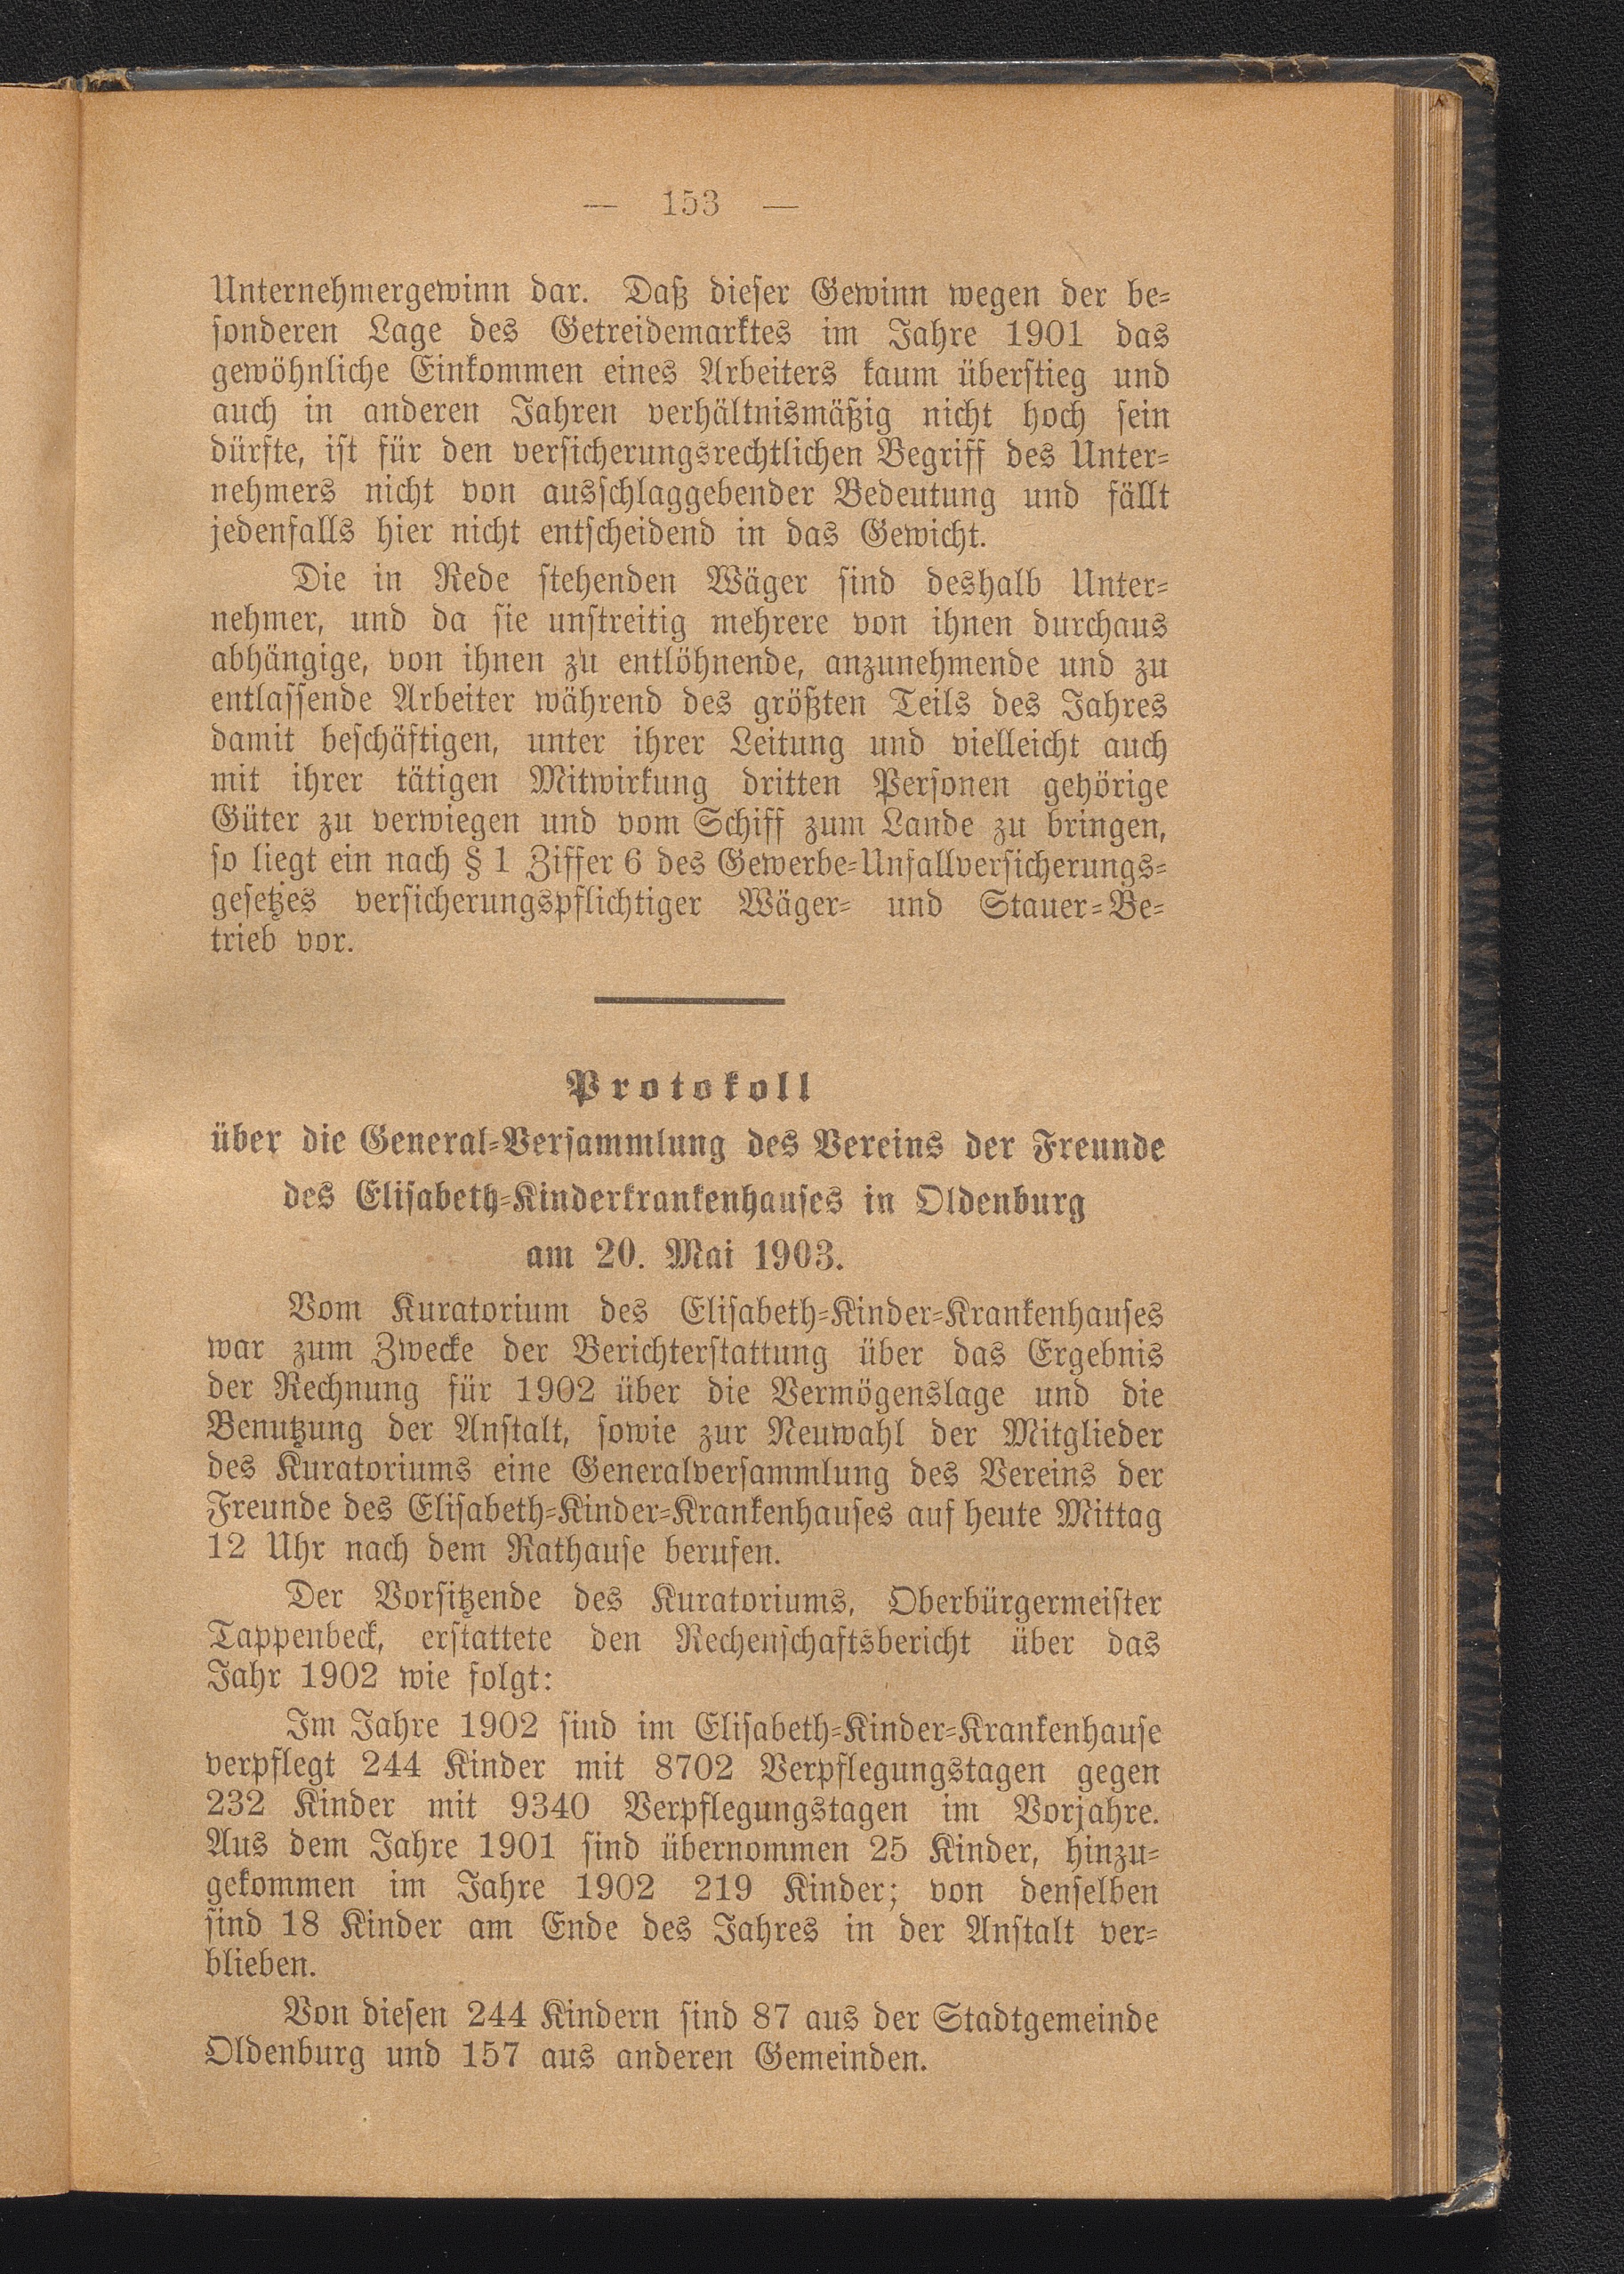 — 153 —
Unternehmergewinn dar. Daß dieser Gewinn wegen der be-
sonderen Lage des Getreidemarktes im Jahre 1901 das
gewöhnliche Einkommen eines Arbeiters kaum überstieg und
auch in anderen Jahren verhältnismäßig nicht hoch sein
dürfte, ist für den versicherungsrechtlichen Begriff des Unter-
nehmers nicht von ausschlaggebender Bedeutung und fällt
jedenfalls hier nicht entscheidend in das Gewicht.
Die in Rede stehenden Wäger sind deshalb Unter-
nehmer, und da sie unstreitig mehrere von ihnen durchaus
abhängige, von ihnen zu entlöhnende, anzunehmende und zu
entlassende Arbeiter während des größten Teils des Jahres
damit beschäftigen, unter ihrer Leitung und vielleicht auch
mit ihrer tätigen Mitwirkung dritten Personen gehörige
Güter zu verwiegen und vom Schiff zum Lande zu bringen,
so liegt ein nach § 1 Ziffer 6 des Gewerbe-Unfallversicherungs-
gesetzes versicherungspflichtiger Wäger- und Stauer-Be-
trieb vor.
Protokoll
über die General-Versammlung des Vereins der Freunde
des Elisabeth-Kinderkrankenhauses in Oldenburg
am 20. Mai 1903.
Vom Kuratorium des Elisabeth-Kinder-Krankenhauses
war zum Zwecke der Berichterstattung über das Ergebnis
der Rechnung für 1902 über die Vermögenslage und die
Benutzung der Anstalt, sowie zur Neuwahl der Mitglieder
des Kuratoriums eine Generalversammlung des Vereins der
Freunde des Elisabeth-Kinder-Krankenhauses auf heute Mittag
12 Uhr nach dem Rathause berufen.
Der Vorsitzende des Kuratoriums, Oberbürgermeister
Tappenbeck, erstattete den Rechenschaftsbericht über das
Jahr 1902 wie folgt:
Im Jahre 1902 sind im Elisabeth-Kinder-Krankenhause
verpflegt 244 Kinder mit 8702 Verpflegungstagen gegen
232 Kinder mit 9340 Verpflegungstagen im Vorjahre.
Aus dem Jahre 1901 sind übernommen 25 Kinder, hinzu-
gekommen im Jahre 1902 219 Kinder; von denselben
sind 18 Kinder am Ende des Jahres in der Anstalt ver-
blieben.
Von diesen 244 Kindern sind 87 aus der Stadtgemeinde
Oldenburg und 157 aus anderen Gemeinden.